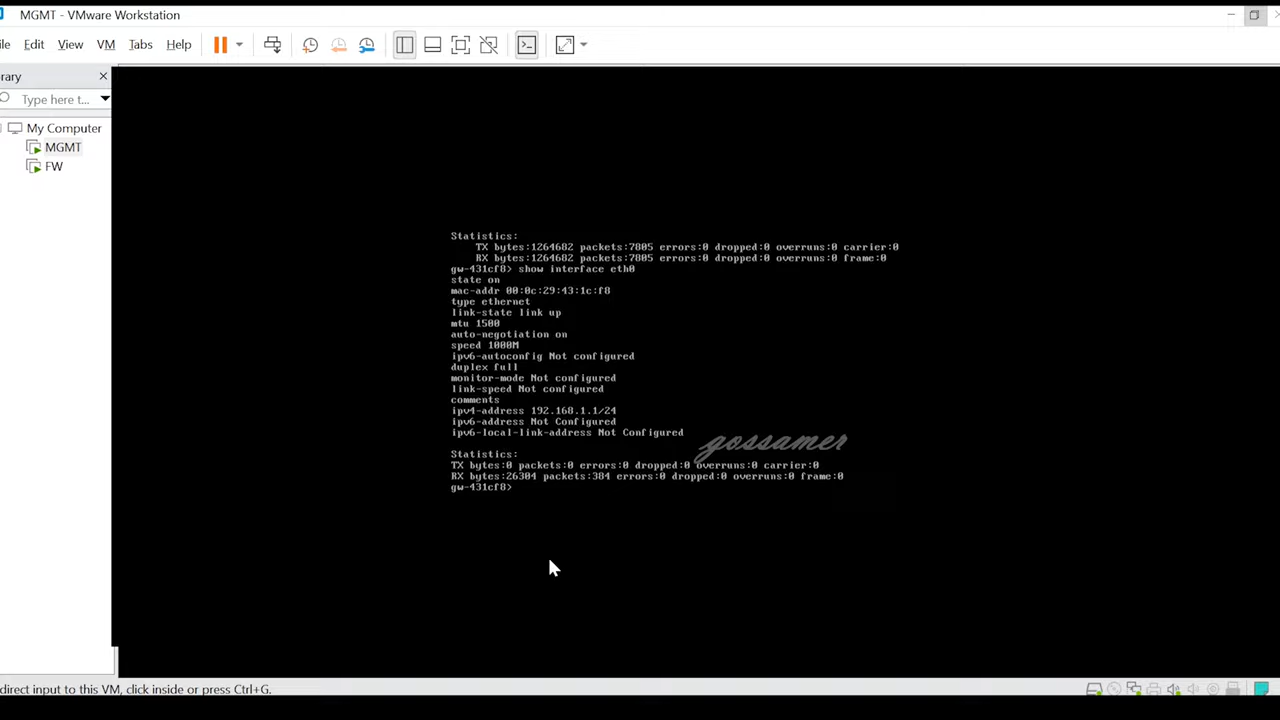 MGMT - VMware Workstation
ile Edit View VM Tabs Help
rary
Type here t...
My Computer
MGMT
FW
Statistics:
TX bytes:1264682 packets:7805 errors:0 dropped:0 overruns:0 carrier:0
RX bytes:1264682 packets:7805 errors:0 dropped:0 overruns:0 frame:0
gw-431cf8> show interface eth0
state on
mac-addr 00:0c:29:43:1c:f8
type ethernet
link-state link up
mtu 1500
auto-negotiation on
speed 1000M
ipv6-autoconfig Not configured
duplex full
monitor-mode Not configured
link-speed Not configured
comments
ipv4-address 192.168.1.1/24
ipv6-address Not Configured
ipv6-local-link-address Not Configured
gossamer
Statistics:
TX bytes:0 packets:0 errors:0 dropped:0 overruns:0 carrier:0
RX bytes:26304 packets:384 errors:0 dropped:0 overruns:0 frame:0
gw-431cf8>
direct input to this VM, click inside or press Ctrl+G.